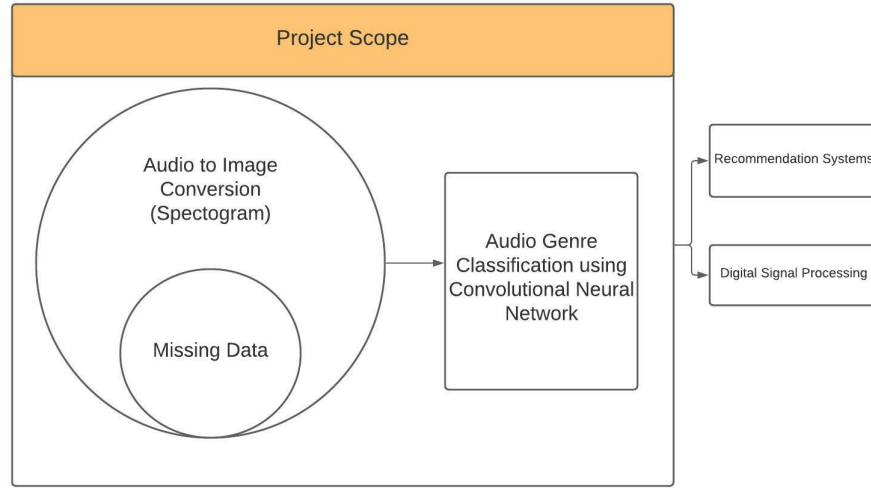 Project Scope
Audio to Image
Conversion
(Spectogram)
Missing Data
Audio Genre
Classification using
Convolutional Neural
Network
Recommendation Systems
Digital Signal Processing